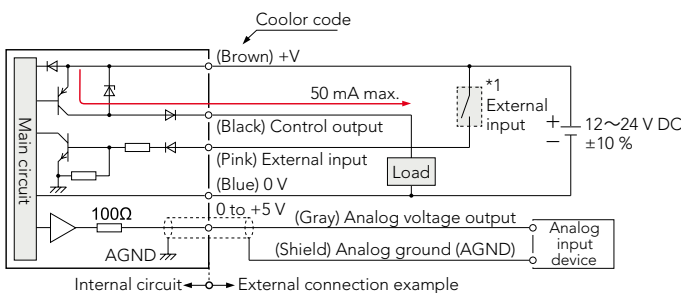 Coolor code
(Brown) +V
50 mA max.
*1
External
input
(Black) Control output
12〜24 V DC
±10 %
+
−
Main circuit
(Pink) External input
Load
(Blue) 0 V
0 to +5 V
100Ω
(Gray) Analog voltage output
Analog
input
device
(Shield) Analog ground (AGND)
AGND
Internal circuit
External connection example